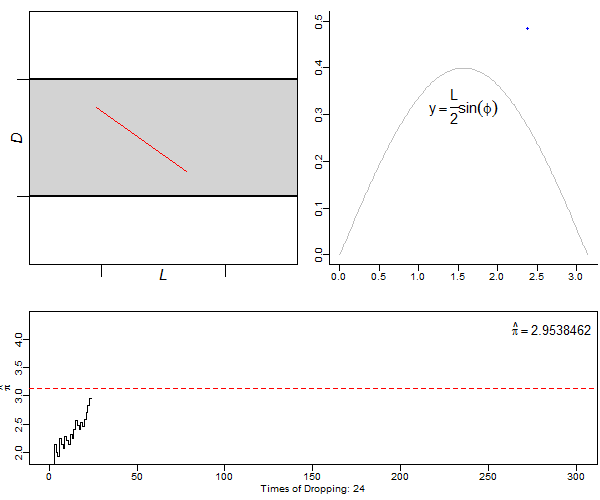 D
L
0.0 0.1 0.2 0.3 0.4 0.5
y = L/2 sin(ϕ)
0.0 0.5 1.0 1.5 2.0 2.5 3.0
π̂ = 2.9538462
π̂
2.0 2.5 3.0 3.5 4.0
0 50 100 150 200 250 300
Times of Dropping: 24